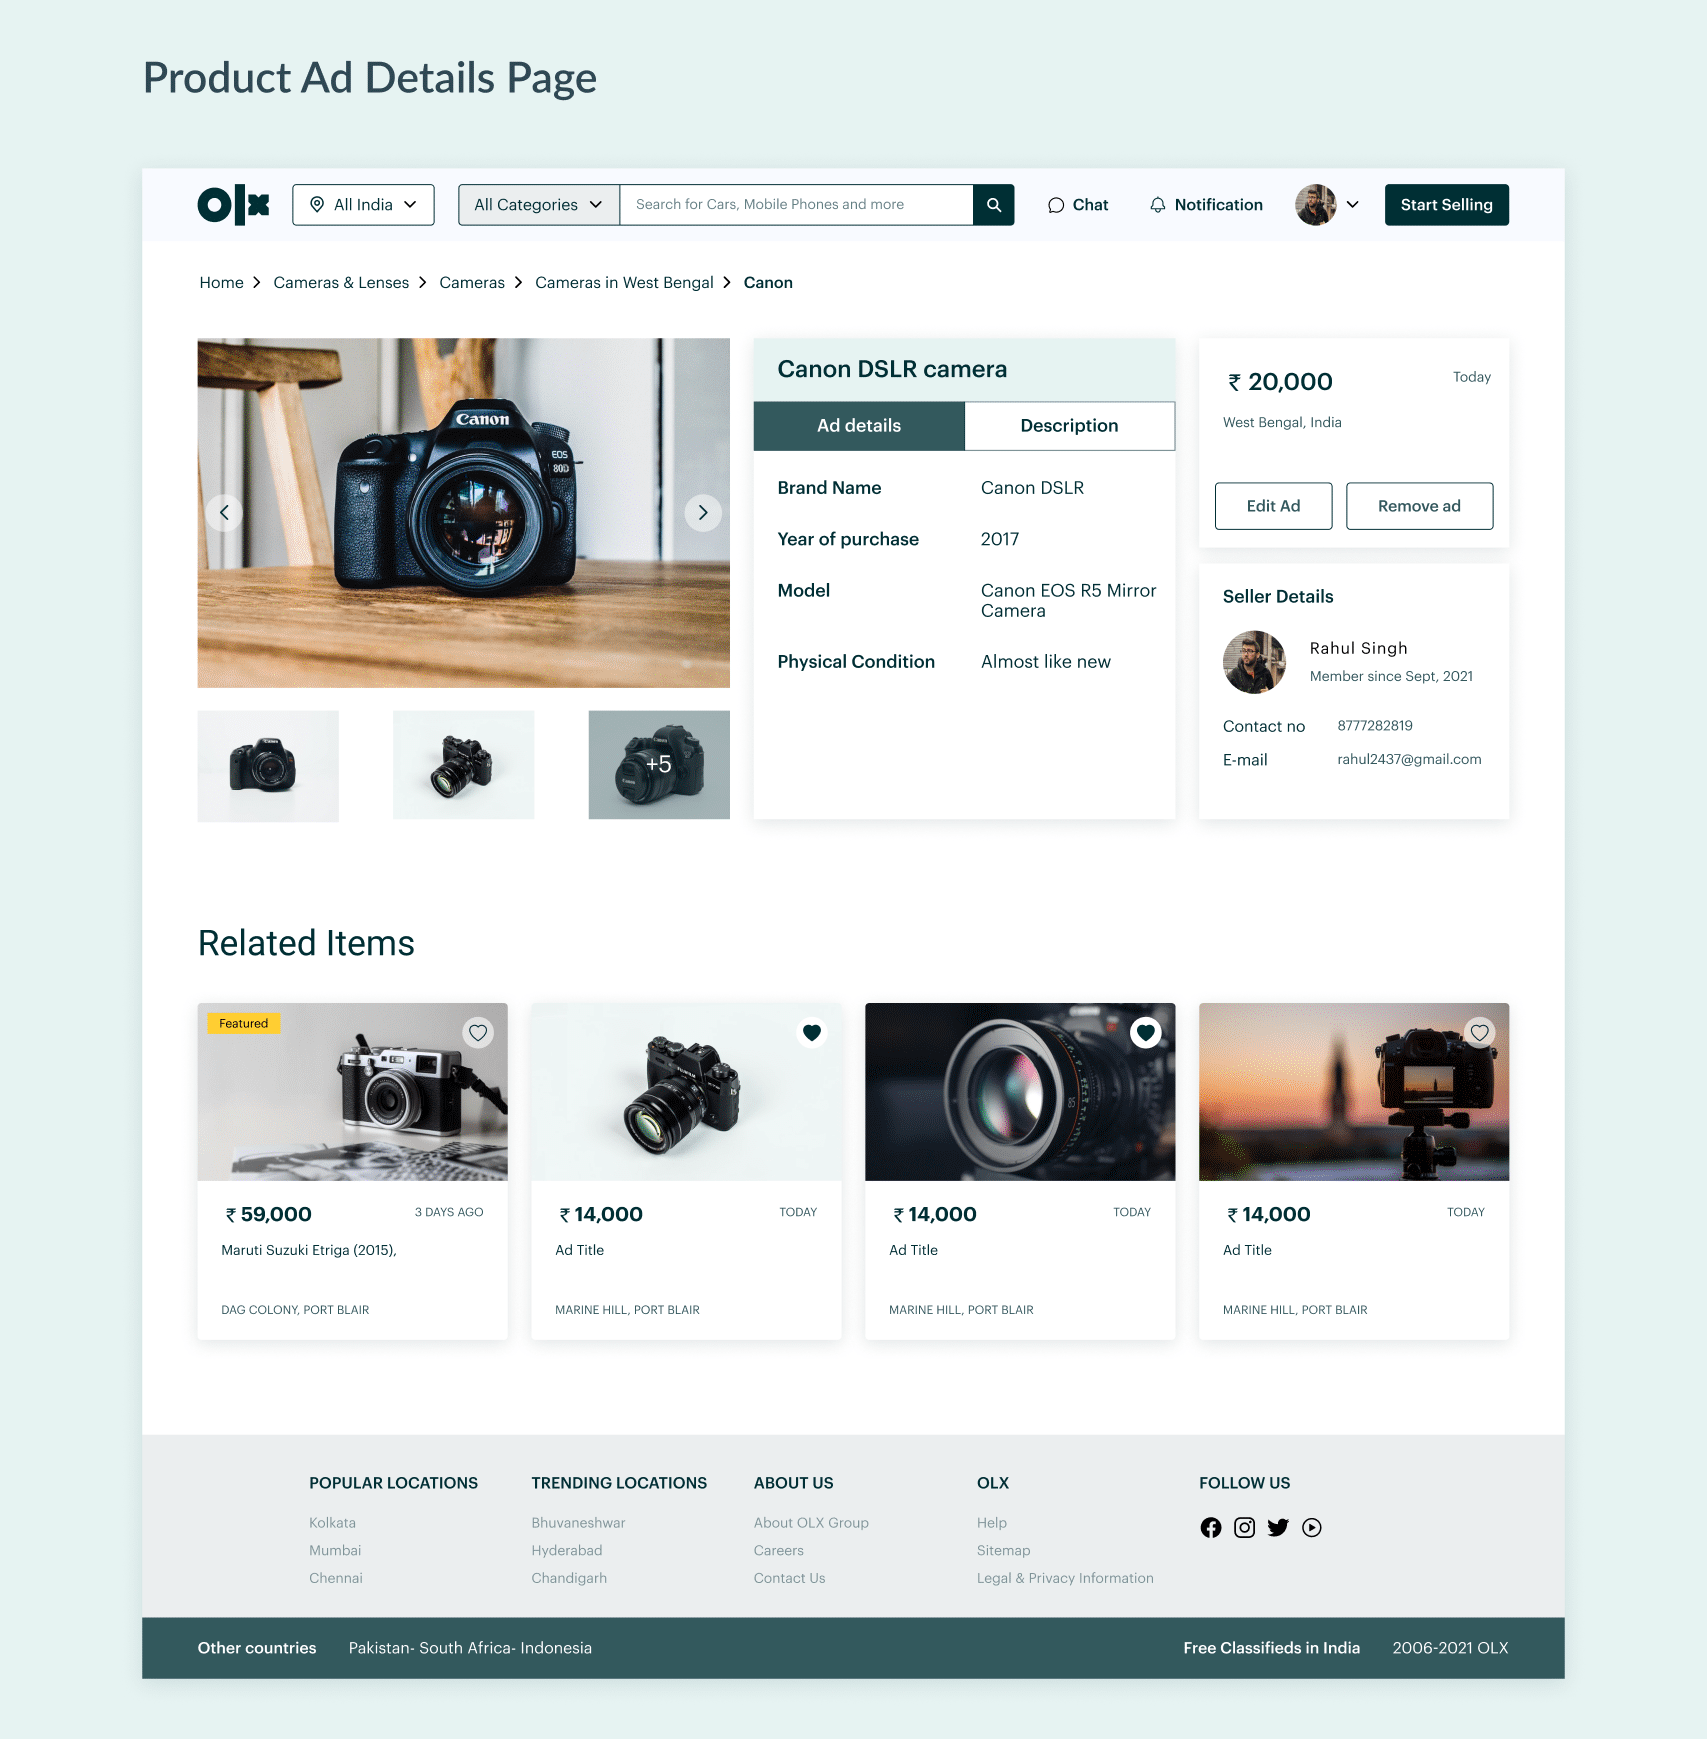 Product Ad Details Page
olx
All India
All Categories
Search for Cars, Mobile Phones and more
Chat
Notification
Start Selling
Home > Cameras & Lenses > Cameras > Cameras in West Bengal > Canon
Canon
EOS
80D
+5
Canon DSLR camera
Ad details
Description
Brand Name Canon DSLR
Year of purchase 2017
Model Canon EOS R5 Mirror
Camera
Physical Condition Almost like new
₹ 20,000
Today
West Bengal, India
Edit Ad
Remove ad
Seller Details
Rahul Singh
Member since Sept, 2021
Contact no 8777282819
E-mail rahul2437@gmail.com
Related Items
Featured
₹ 59,000 3 DAYS AGO
Maruti Suzuki Etriga (2015),
DAG COLONY, PORT BLAIR
₹ 14,000 TODAY
Ad Title
MARINE HILL, PORT BLAIR
85
₹ 14,000 TODAY
Ad Title
MARINE HILL, PORT BLAIR
₹ 14,000 TODAY
Ad Title
MARINE HILL, PORT BLAIR
POPULAR LOCATIONS
Kolkata
Mumbai
Chennai
TRENDING LOCATIONS
Bhuvaneshwar
Hyderabad
Chandigarh
ABOUT US
About OLX Group
Careers
Contact Us
OLX
Help
Sitemap
Legal & Privacy Information
FOLLOW US
Other countries Pakistan- South Africa- Indonesia
Free Classifieds in India 2006-2021 OLX